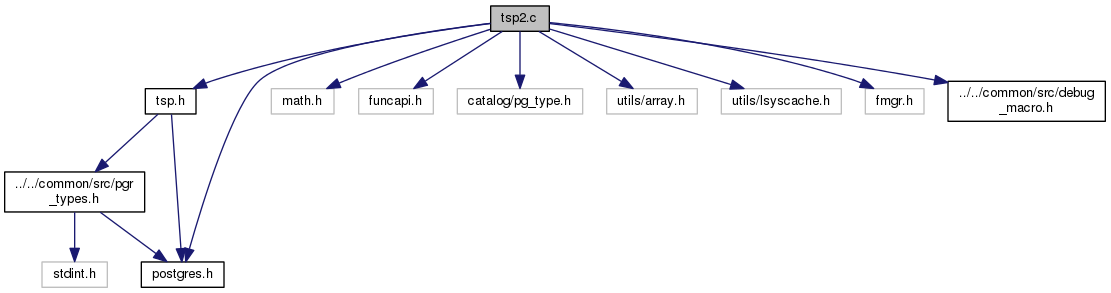 tsp2.c
tsp.h
math.h
funcapi.h
catalog/pg_type.h
utils/array.h
utils/lsyscache.h
fmgr.h
../../common/src/debug
_macro.h
../../common/src/pgr
_types.h
stdint.h
postgres.h